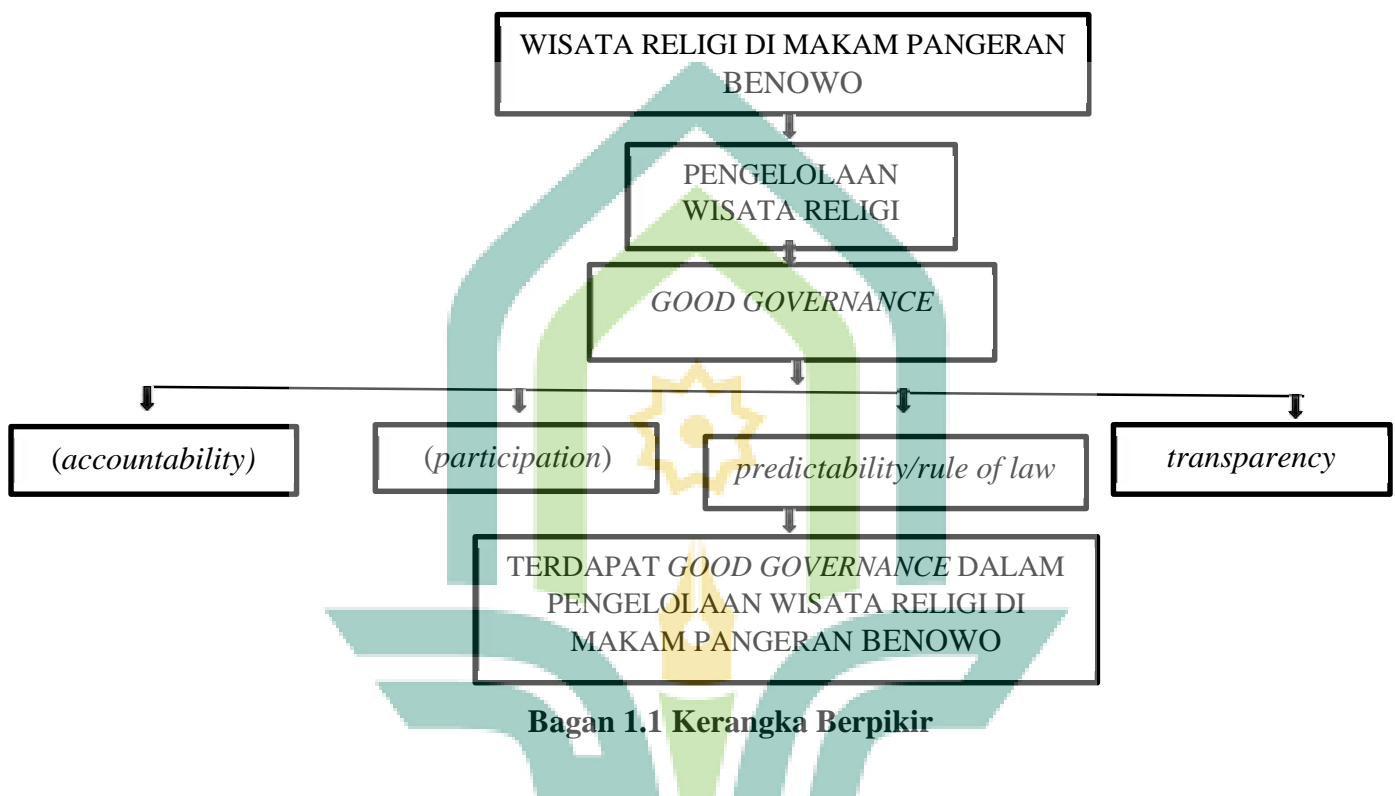 WISATA RELIGI DI MAKAM PANGERAN
BENOWO
PENGELOLAAN
WISATA RELIGI
GOOD GOVERNANCE
(accountability)
(participation)
predictability/rule of law
transparency
TERDAPAT GOOD GOVERNANCE DALAM
PENGELOLAAN WISATA RELIGI DI
MAKAM PANGERAN BENOWO
Bagan 1.1 Kerangka Berpikir